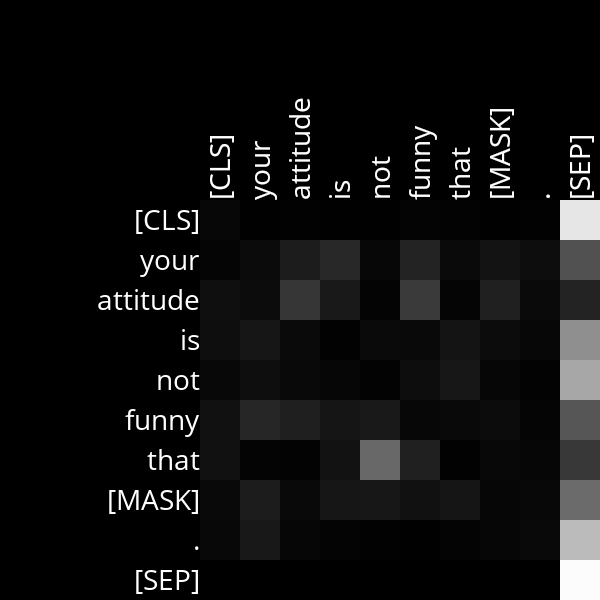 [CLS] your attitude is not funny that [MASK] . [SEP]
[CLS]
your
attitude
is
not
funny
that
[MASK]
.
[SEP]